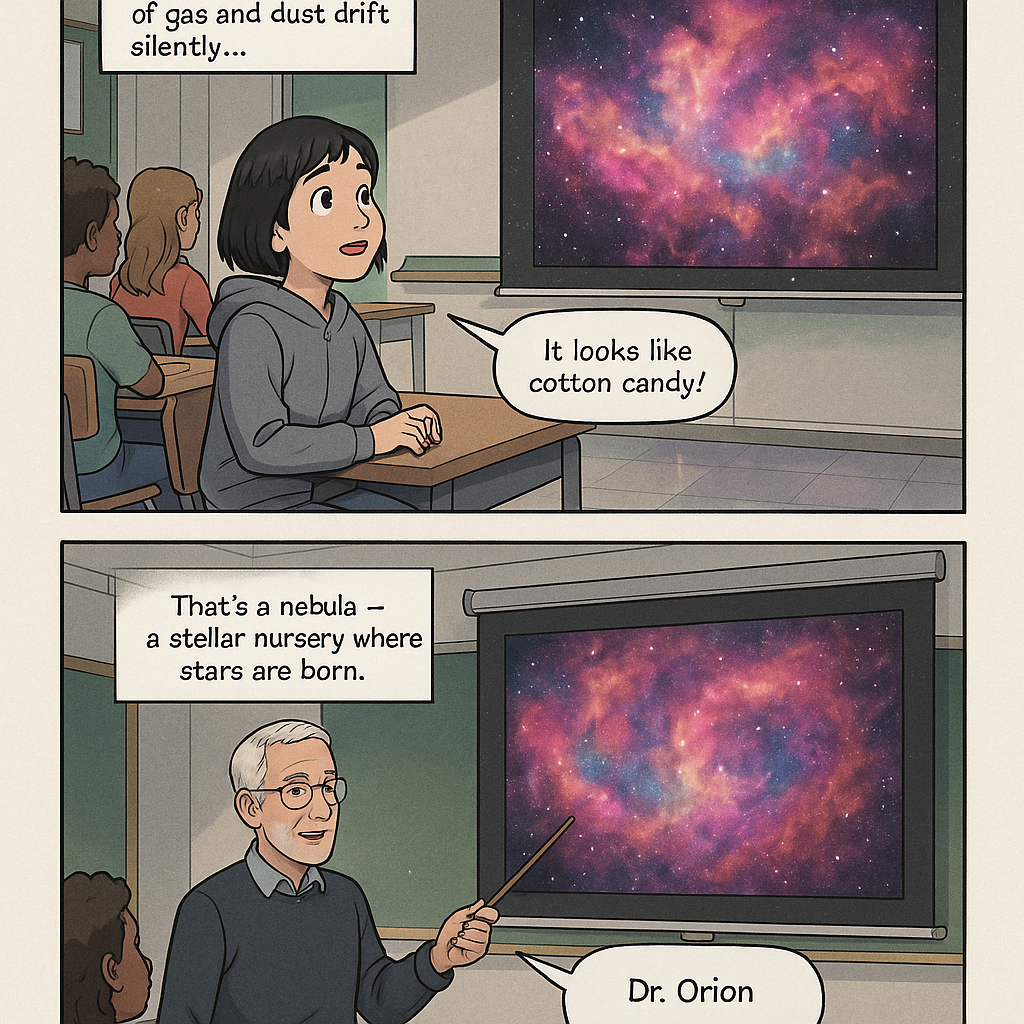 of gas and dust drift
silently...
It looks like
cotton candy!
That's a nebula –
a stellar nursery where
stars are born.
Dr. Orion